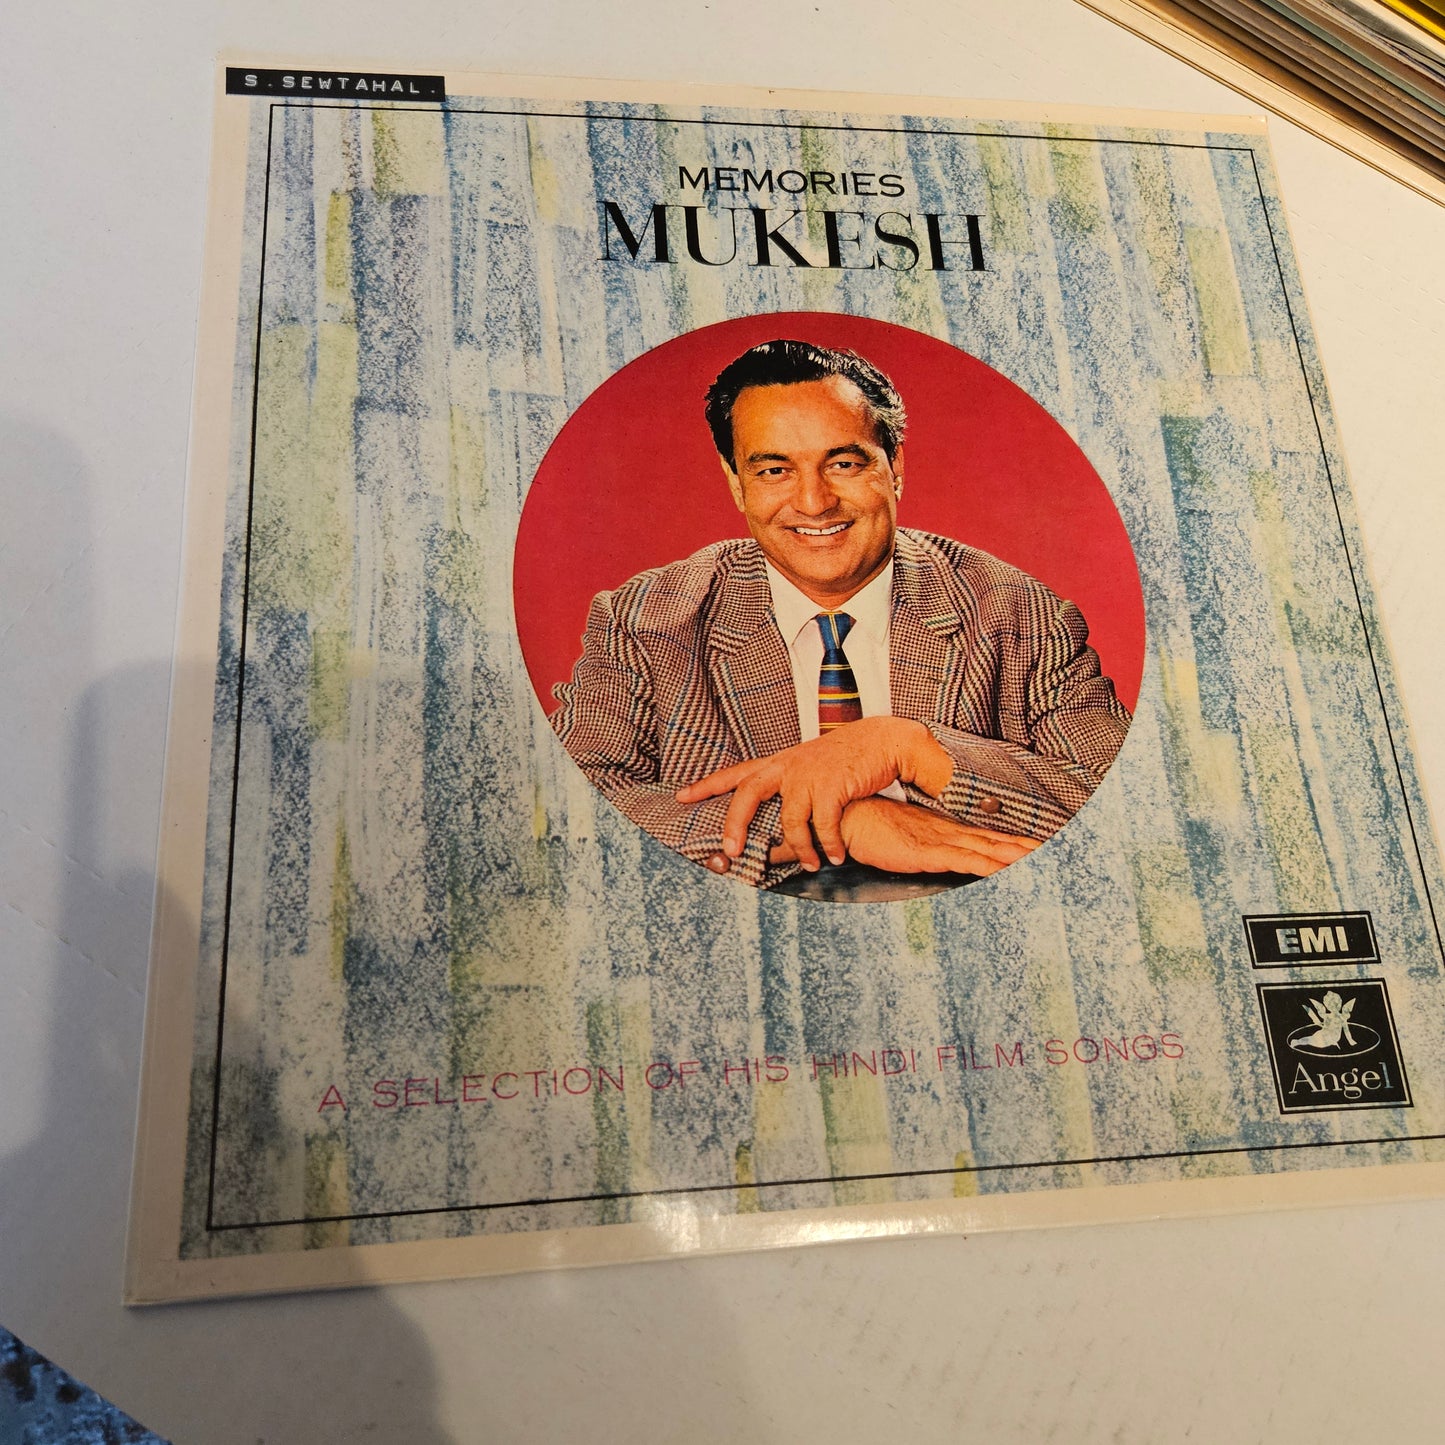 S. SEWTAHAL.
MEMORIES
MUKESH
EMI
A SELECTION OF HIS HINDI FILM SONGS
Angel